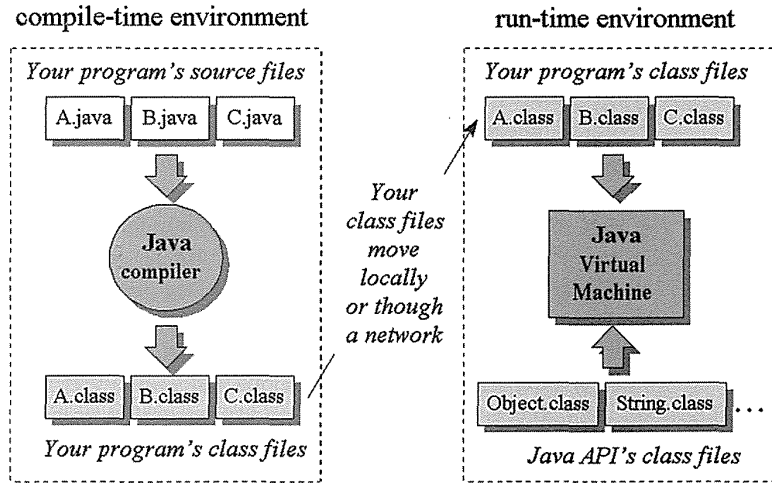 compile-time environment
Your program's source files
A.java B.java C.java
Java
compiler
A.class B.class C.class
Your program's class files
Your
class files
move
locally
or though
a network
run-time environment
Your program's class files
A.class B.class C.class
Java
Virtual
Machine
Object.class String.class ...
Java API's class files